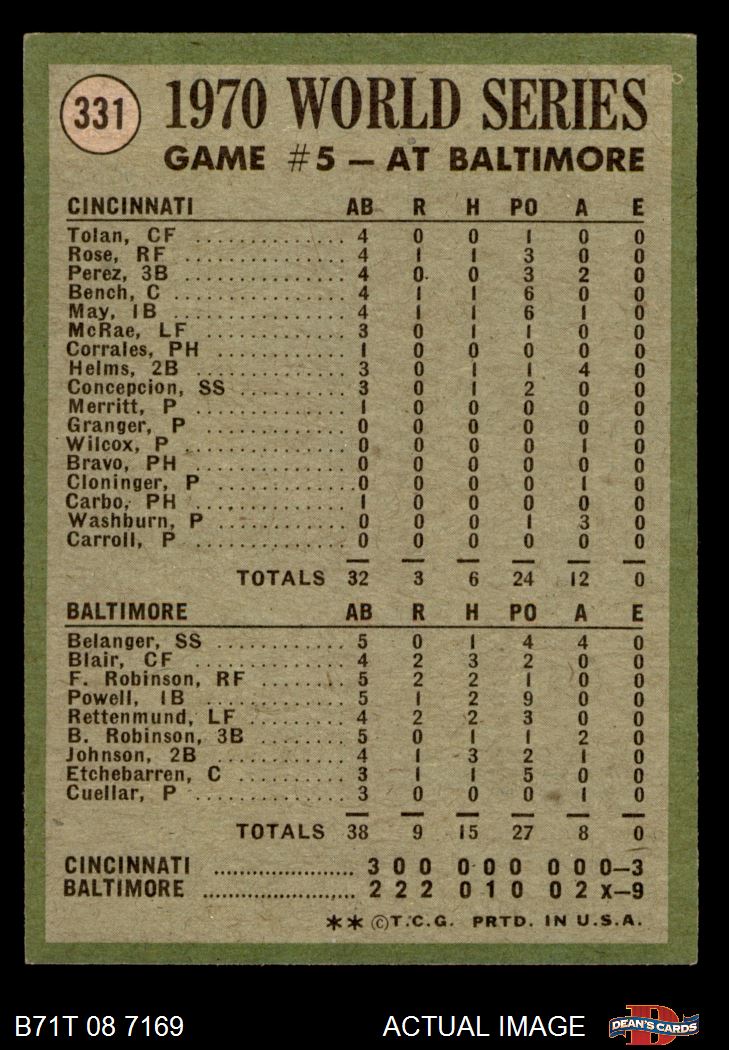 331
1970 WORLD SERIES
GAME #5 — AT BALTIMORE
CINCINNATI AB R H PO A E
Tolan, CF .............. 4 0 0 1 0 0
Rose, RF .............. 4 1 1 3 0 0
Perez, 3B .............. 4 0 0 3 2 0
Bench, C .............. 4 1 1 6 0 0
May, 1B .............. 4 1 1 6 1 0
McRae, LF .............. 3 0 1 1 0 0
Corrales, PH ............ 1 0 0 0 0 0
Helms, 2B .............. 3 0 1 1 4 0
Concepcion, SS .......... 3 0 1 2 0 0
Merritt, P .............. 1 0 0 0 0 0
Granger, P .............. 0 0 0 0 0 0
Wilcox, P .............. 0 0 0 0 1 0
Bravo, PH .............. 0 0 0 0 0 0
Cloninger, P ............ 0 0 0 0 1 0
Carbo, PH .............. 1 0 0 0 0 0
Washburn, P ............ 0 0 0 1 3 0
Carroll, P .............. 0 0 0 0 0 0
TOTALS 32 3 6 24 12 0
BALTIMORE AB R H PO A E
Belanger, SS ............ 5 0 1 4 4 0
Blair, CF .............. 4 2 3 2 0 0
F. Robinson, RF ........ 5 2 2 1 0 0
Powell, 1B .............. 5 1 2 9 0 0
Rettenmund, LF ......... 4 2 2 3 0 0
B. Robinson, 3B ........ 5 0 1 1 2 0
Johnson, 2B ............ 4 1 3 2 1 0
Etchebarren, C .......... 3 1 1 5 0 0
Cuellar, P .............. 3 0 0 0 1 0
TOTALS 38 9 15 27 8 0
CINCINNATI ...................... 3 0 0 0 0 0 0 0 0—3
BALTIMORE ...................... 2 2 2 0 1 0 0 2 x—9
** ©T.C.G. PRTD. IN U.S.A.
B71T 08 7169 ACTUAL IMAGE DEAN'S CARDS